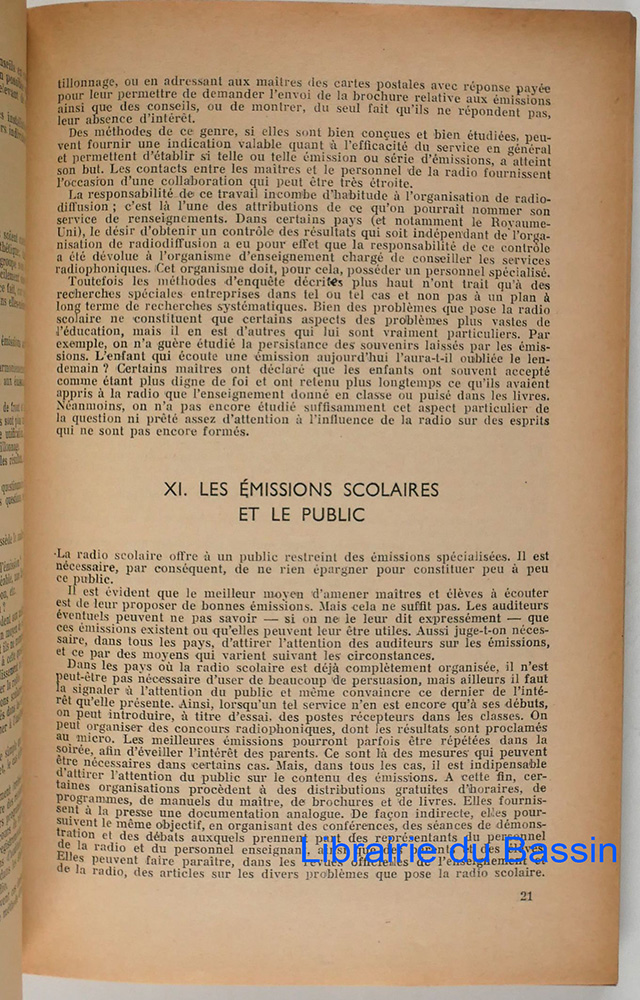 tillonnage, ou en adressant aux maîtres des cartes postales avec réponse payée
pour leur permettre de demander l'envoi de la brochure relative aux émissions
ainsi que des conseils, ou de montrer, du seul fait qu'ils ne répondent pas,
leur absence d'intérêt.
Des méthodes de ce genre, si elles sont bien conçues et bien étudiées, peu-
vent fournir une indication valable quant à l'efficacité du service en général
et permettent d'établir si telle ou telle émission ou série d'émissions, a atteint
son but. Les contacts entre les maîtres et le personnel de la radio fournissent
l'occasion d'une collaboration qui peut être très étroite.
La responsabilité de ce travail incombe d'habitude à l'organisation de radio-
diffusion ; c'est là l'une des attributions de ce qu'on pourrait nommer son
service de renseignements. Dans certains pays (et notamment le Royaume-
Uni), le désir d'obtenir un contrôle des résultats qui soit indépendant de l'orga-
nisation de radiodiffusion a eu pour effet que la responsabilité de ce contrôle
a été dévolue à l'organisme d'enseignement chargé de conseiller les services
radiophoniques. Cet organisme doit, pour cela, posséder un personnel spécialisé.
Toutefois les méthodes d'enquête décrites plus haut n'ont trait qu'à des
recherches spéciales entreprises dans tel ou tel cas et non pas à un plan à
long terme de recherches systématiques. Bien des problèmes que pose la radio
scolaire ne constituent que certains aspects des problèmes plus vastes de
l'éducation, mais il en est d'autres qui lui sont vraiment particuliers. Par
exemple, on n'a guère étudié la persistance des souvenirs laissés par les émis-
sions. L'enfant qui écoute une émission aujourd'hui l'aura-t-il oubliée le len-
demain ? Certains maîtres ont déclaré que les enfants ont souvent accepté
comme étant plus digne de foi et ont retenu plus longtemps ce qu'ils avaient
appris à la radio que l'enseignement donné en classe ou puisé dans les livres.
Néanmoins, on n'a pas encore étudié suffisamment cet aspect particulier de
la question ni prêté assez d'attention à l'influence de la radio sur des esprits
qui ne sont pas encore formés.
XI. LES ÉMISSIONS SCOLAIRES
ET LE PUBLIC
La radio scolaire offre à un public restreint des émissions spécialisées. Il est
nécessaire, par conséquent, de ne rien épargner pour constituer peu à peu
ce public.
Il est évident que le meilleur moyen d'amener maîtres et élèves à écouter
est de leur proposer de bonnes émissions. Mais cela ne suffit pas. Les auditeurs
éventuels peuvent ne pas savoir — si on ne le leur dit expressément — que
ces émissions existent ou qu'elles peuvent leur être utiles. Aussi juge-t-on néces-
saire, dans tous les pays, d'attirer l'attention des auditeurs sur les émissions,
et ce par des moyens qui varient suivant les circonstances.
Dans les pays où la radio scolaire est déjà complètement organisée, il n'est
peut-être pas nécessaire d'user de beaucoup de persuasion, mais ailleurs il faut
la signaler à l'attention du public et même convaincre ce dernier de l'inté-
rêt qu'elle présente. Ainsi, lorsqu'un tel service n'en est encore qu'à ses débuts,
on peut introduire, à titre d'essai, des postes récepteurs dans les classes. On
peut organiser des concours radiophoniques, dont les résultats sont proclamés
au micro. Les meilleures émissions pourront parfois être répétées dans la
soirée, afin d'éveiller l'intérêt des parents. Ce sont là des mesures qui peuvent
être nécessaires dans certains cas. Mais, dans tous les cas, il est indispensable
d'attirer l'attention du public sur le contenu des émissions. A cette fin, cer-
taines organisations procèdent à des distributions gratuites d'horaires, de
programmes, de manuels du maître, de brochures et de livres. Elles fournis-
sent à la presse une documentation analogue. De façon indirecte, elles pour-
suivent le même objectif, en organisant des conférences, des séances de démons-
tration et des débats auxquels prennent part des représentants du personnel
de la radio et du personnel enseignant, ainsi que des parents et des élèves.
Elles peuvent faire paraître, dans les revues officielles de l'enseignement et
de la radio, des articles sur les divers problèmes que pose la radio scolaire.
Librairie du Bassin
21